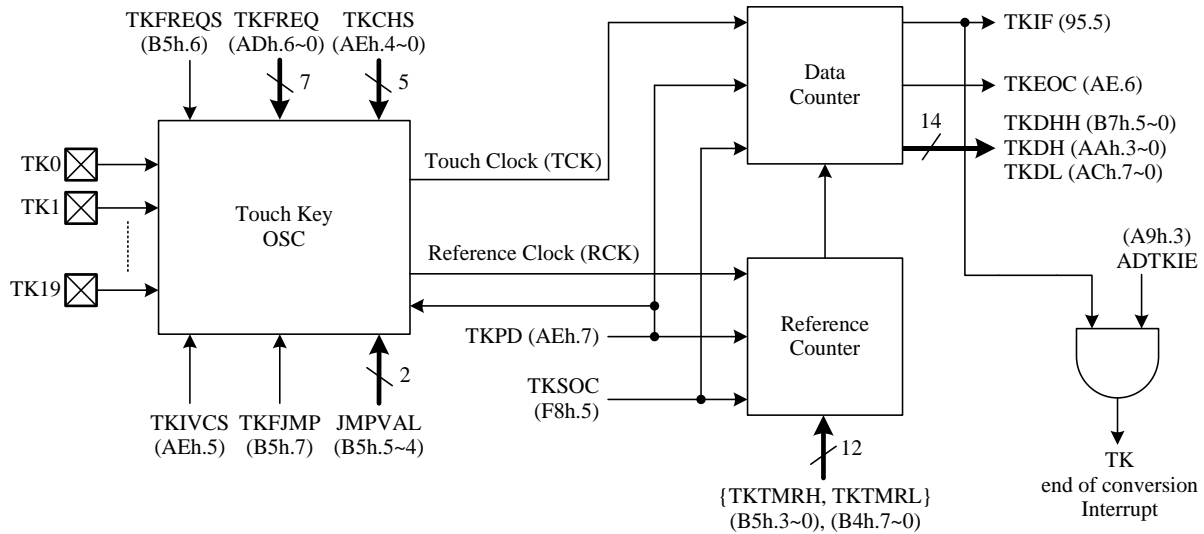 TKFREQS
(B5h.6)
TKFREQ
(ADh.6~0)
TKCHS
(AEh.4~0)
7
5
TK0
TK1
TK19
Touch Key
OSC
Touch Clock (TCK)
Reference Clock (RCK)
Data
Counter
TKIF (95.5)
TKEOC (AE.6)
14
TKDHH (B7h.5~0)
TKDH (AAh.3~0)
TKDL (ACh.7~0)
(A9h.3)
ADTKIE
TKPD (AEh.7)
Reference
Counter
TKSOC
(F8h.5)
2
TKIVCS
(AEh.5)
TKFJMP
(B5h.7)
JMPVAL
(B5h.5~4)
12
{TKTMRH, TKTMRL}
(B5h.3~0), (B4h.7~0)
TK
end of conversion
Interrupt